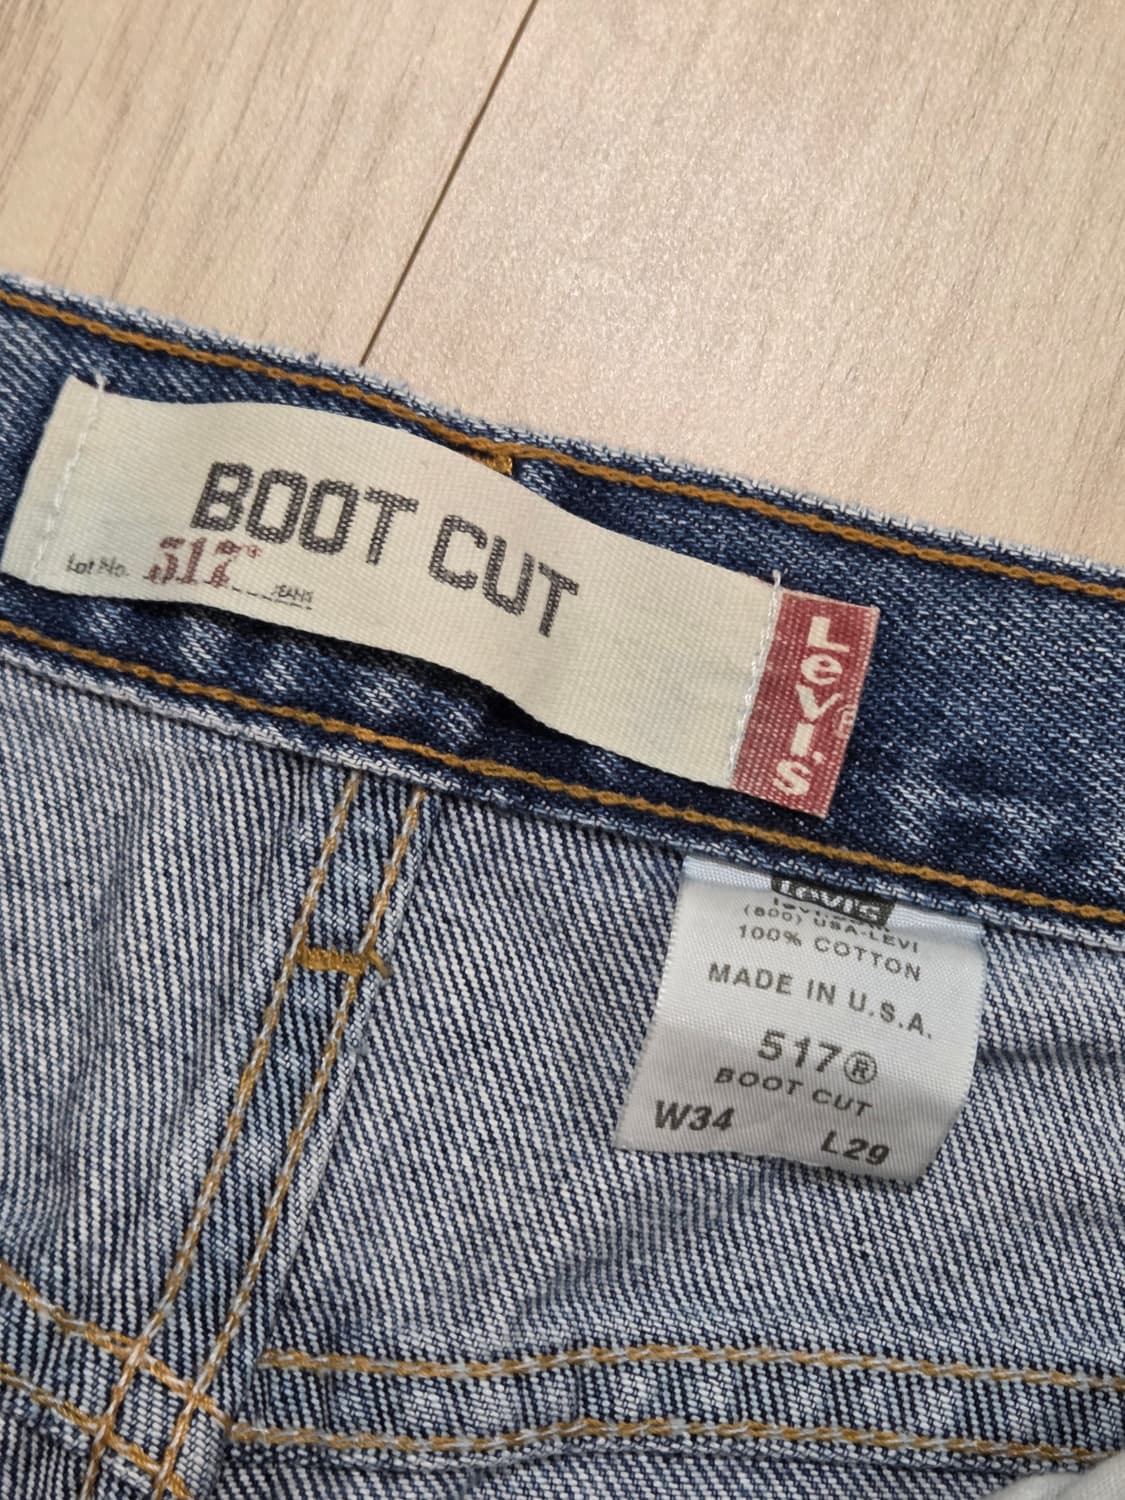 BOOT CUT
Lot No. 517® JEANS
Levi's®
Levi's
(800) USA-LEVI
100% COTTON
MADE IN U.S.A.
517®
BOOT CUT
W34 L29